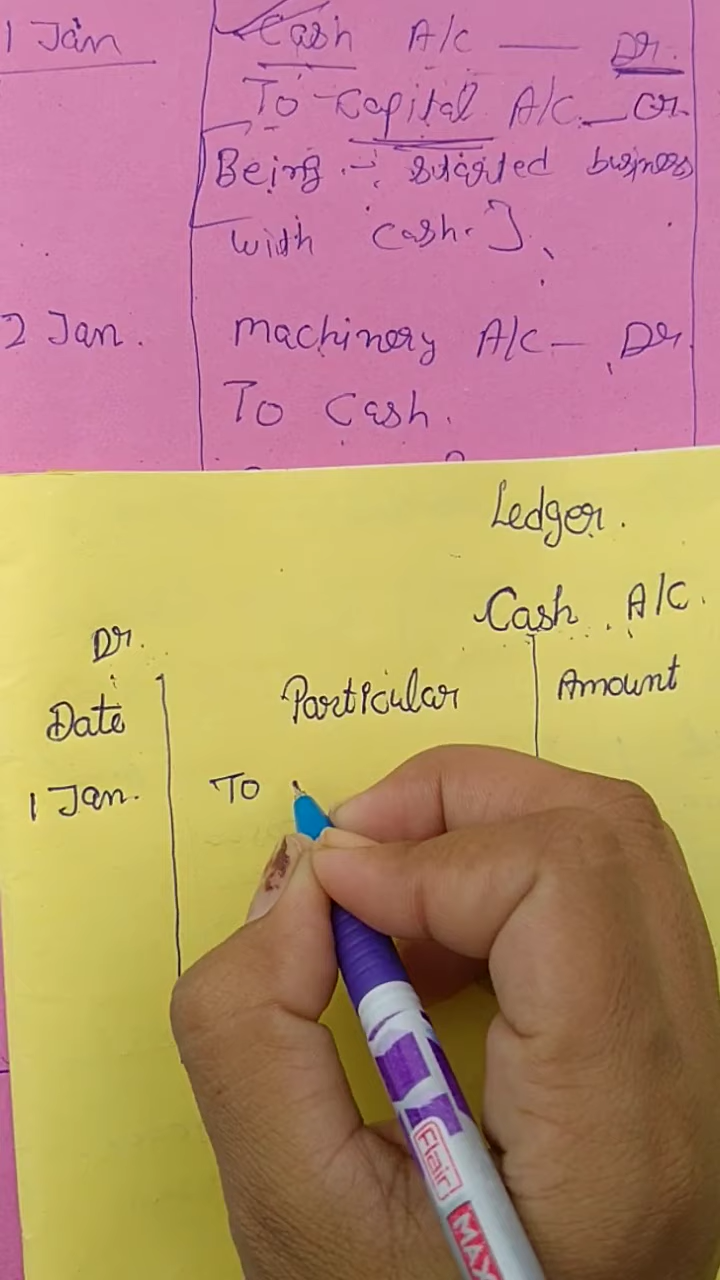 1 Jan Cash A/c — Dr.
To Capital A/c — Cr.
[Being :- started business
with cash.]
2 Jan. machinery A/c — Dr.
To Cash.
Ledger.
Cash A/C.
Dr.
Date Particular Amount
1 Jan. To
Flair
MAX